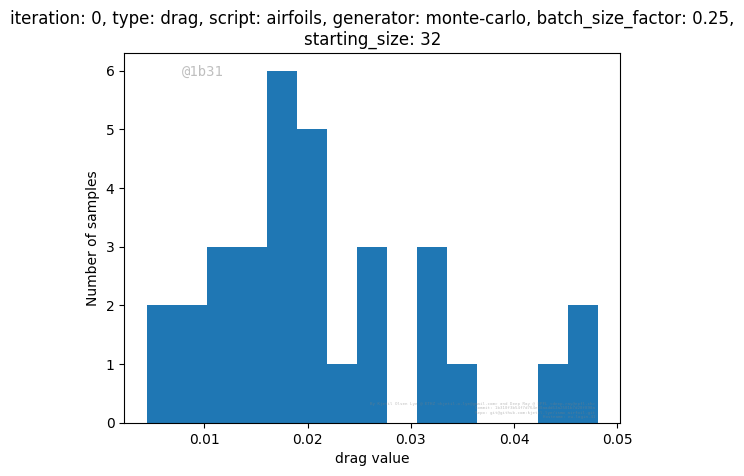 iteration: 0, type: drag, script: airfoils, generator: monte-carlo, batch_size_factor: 0.25,
starting_size: 32
@1b31
6
5
4
3
2
1
0
Number of samples
0.01 0.02 0.03 0.04 0.05
drag value